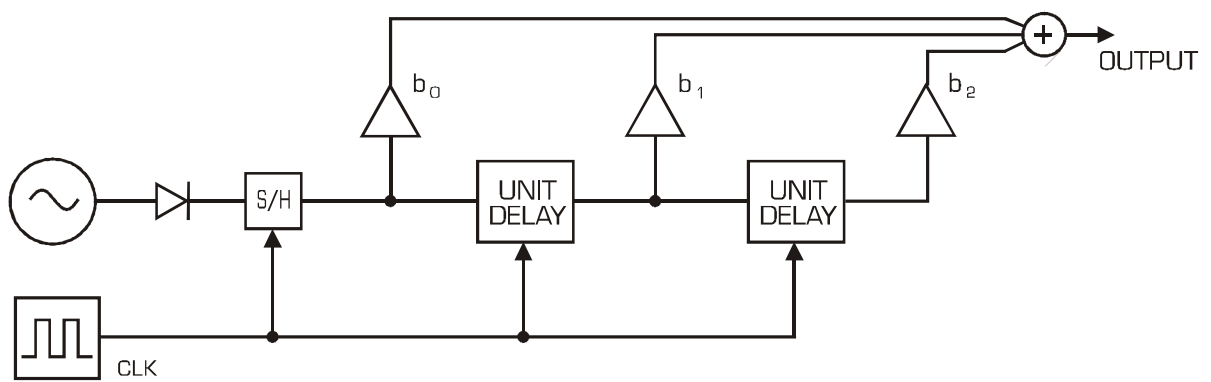 OUTPUT
b0
b1
b2
S/H
UNIT
DELAY
UNIT
DELAY
CLK